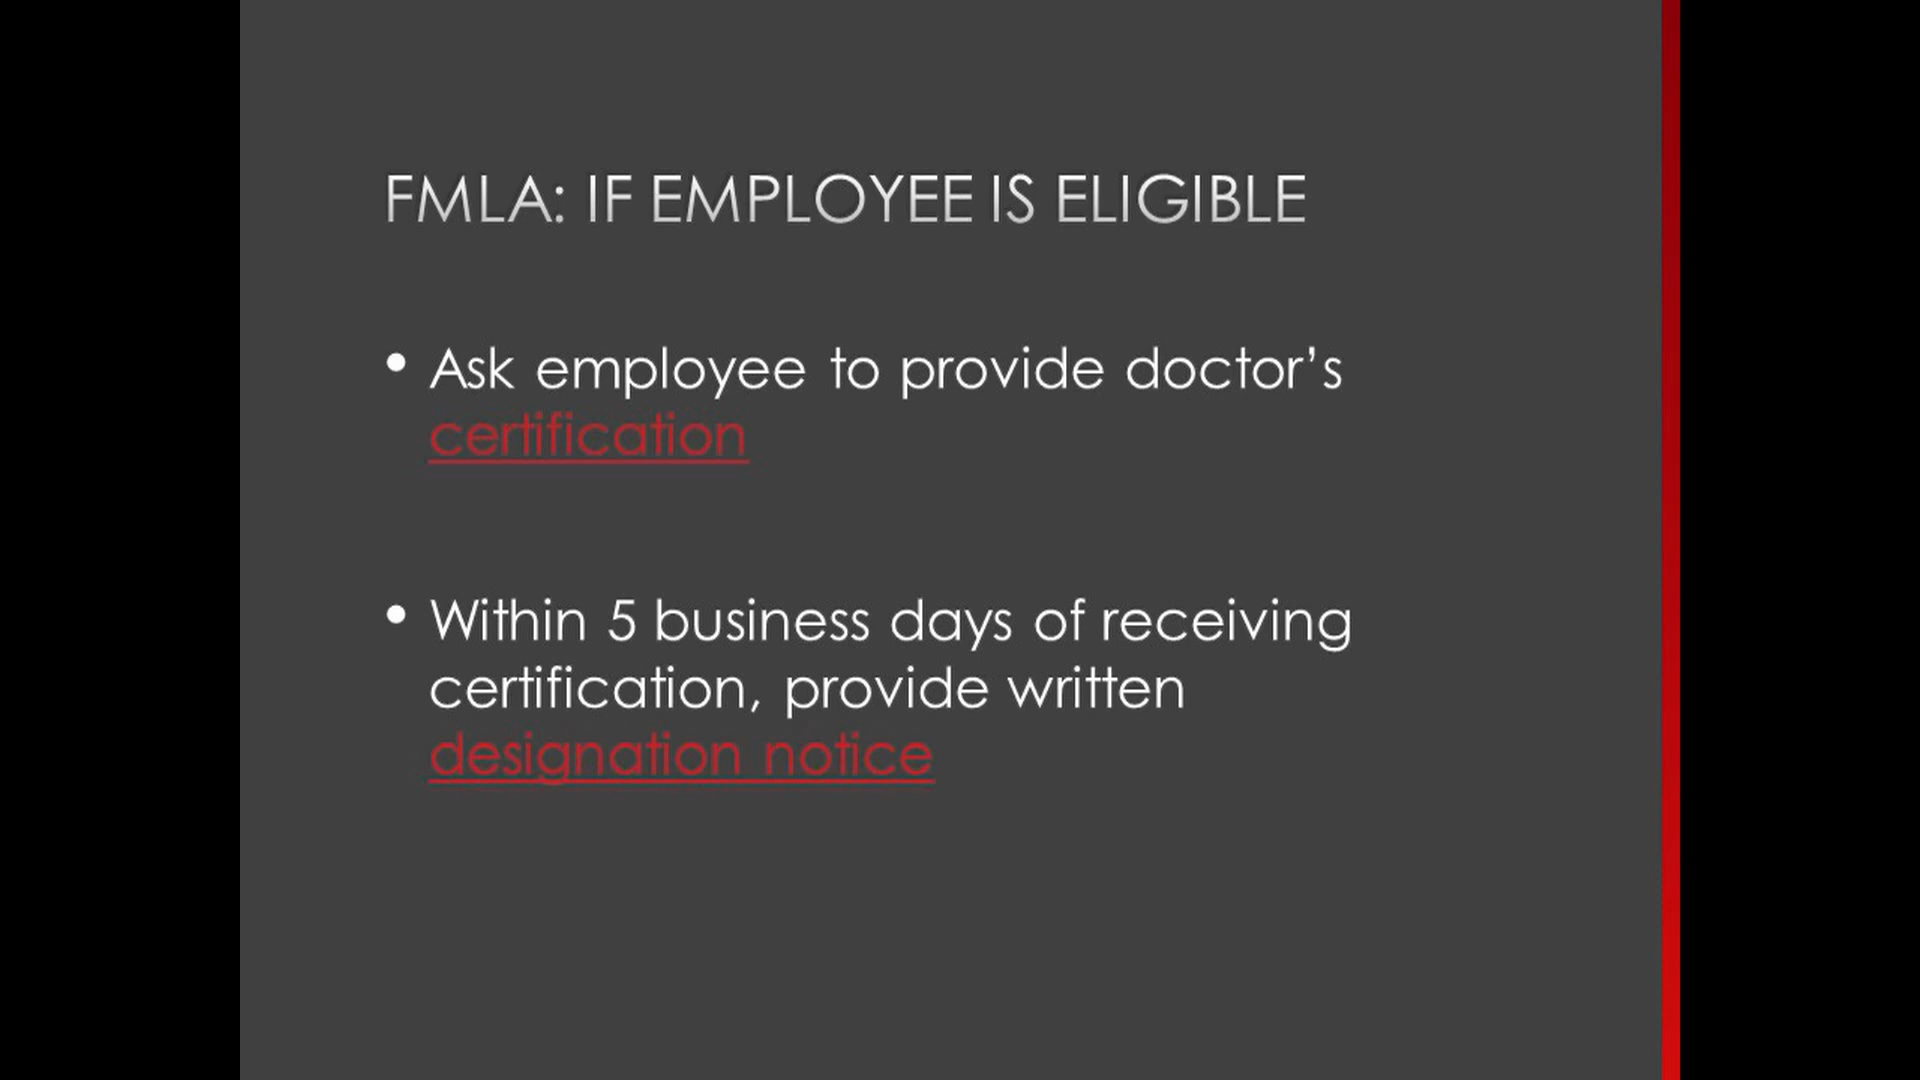 FMLA: IF EMPLOYEE IS ELIGIBLE
• Ask employee to provide doctor’s
certification
• Within 5 business days of receiving
certification, provide written
designation notice